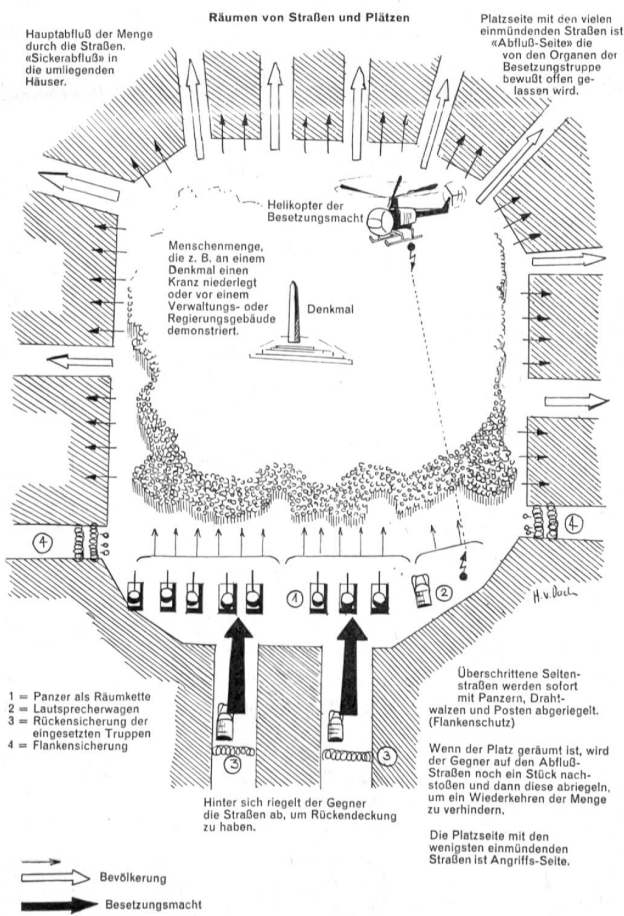 Räumen von Straßen und Plätzen
Hauptabfluß der Menge
durch die Straßen.
«Sickerabfluß» in
die umliegenden
Häuser.
Platzseite mit den vielen
einmündenden Straßen ist
«Abfluß-Seite» die
von den Organen der
Besetzungstruppe
bewußt offen ge-
lassen wird.
Helikopter der
Besetzungsmacht
Menschenmenge,
die z. B. an einem
Denkmal einen
Kranz niederlegt
oder vor einem
Verwaltungs- oder
Regierungsgebäude
demonstriert.
Denkmal
4
4
1
2
H.v.Dach
1 = Panzer als Räumkette
2 = Lautsprecherwagen
3 = Rückensicherung der
eingesetzten Truppen
4 = Flankensicherung
3
3
Überschrittene Seiten-
straßen werden sofort
mit Panzern, Draht-
walzen und Posten abgeriegelt.
(Flankenschutz)
Wenn der Platz geräumt ist, wird
der Gegner auf den Abfluß-
Straßen noch ein Stück nach-
stoßen und dann diese abriegeln,
um ein Wiederkehren der Menge
zu verhindern.
Die Platzseite mit den
wenigsten einmündenden
Straßen ist Angriffs-Seite.
Hinter sich riegelt der Gegner
die Straßen ab, um Rückendeckung
zu haben.
Bevölkerung
Besetzungsmacht